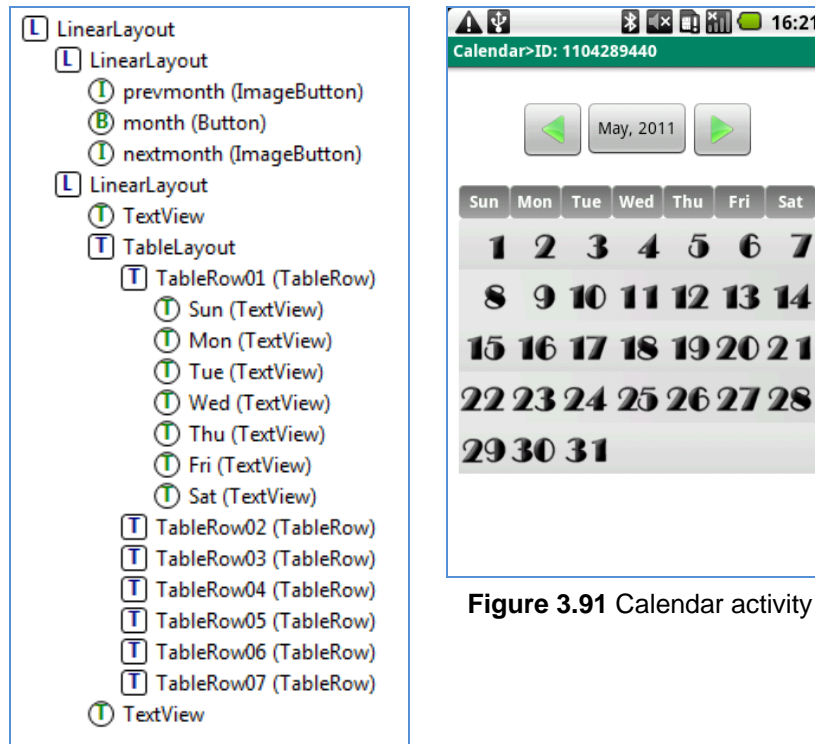 LinearLayout
LinearLayout
prevmonth (ImageButton)
month (Button)
nextmonth (ImageButton)
LinearLayout
TextView
TableLayout
TableRow01 (TableRow)
Sun (TextView)
Mon (TextView)
Tue (TextView)
Wed (TextView)
Thu (TextView)
Fri (TextView)
Sat (TextView)
TableRow02 (TableRow)
TableRow03 (TableRow)
TableRow04 (TableRow)
TableRow05 (TableRow)
TableRow06 (TableRow)
TableRow07 (TableRow)
TextView
16:21
Calendar>ID: 1104289440
May, 2011
Sun Mon Tue Wed Thu Fri Sat
1 2 3 4 5 6 7
8 9 10 11 12 13 14
15 16 17 18 19 20 21
22 23 24 25 26 27 28
29 30 31
Figure 3.91 Calendar activity